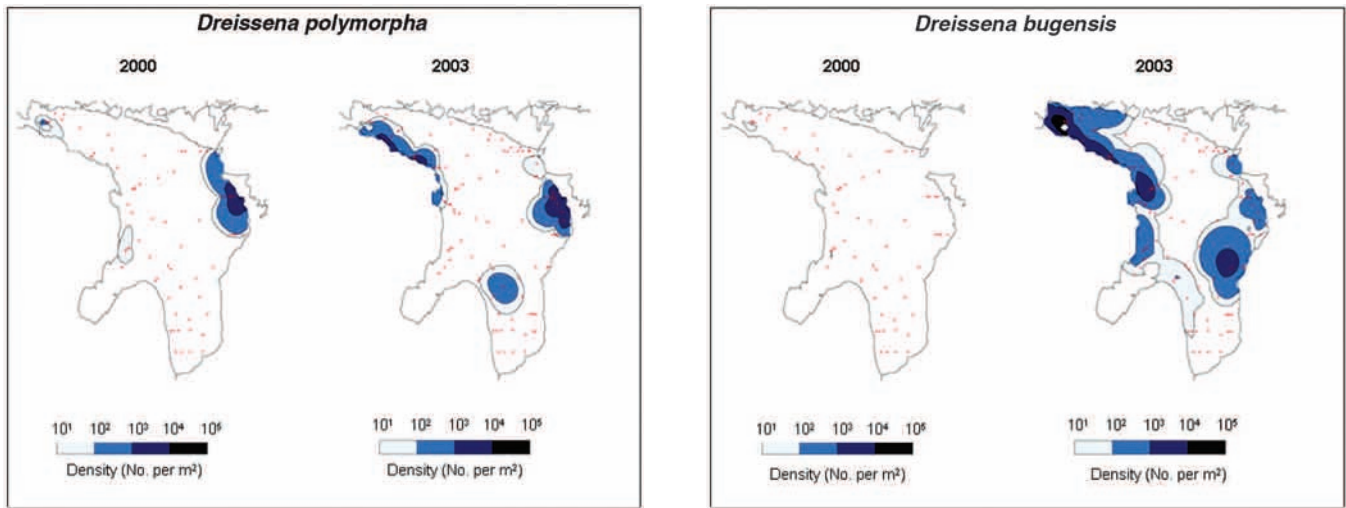 Dreissena polymorpha
2000 2003
10¹ 10² 10³ 10⁴ 10⁵
Density (No. per m²)
10¹ 10² 10³ 10⁴ 10⁵
Density (No. per m²)
Dreissena bugensis
2000 2003
10¹ 10² 10³ 10⁴ 10⁵
Density (No. per m²)
10¹ 10² 10³ 10⁴ 10⁵
Density (No. per m²)